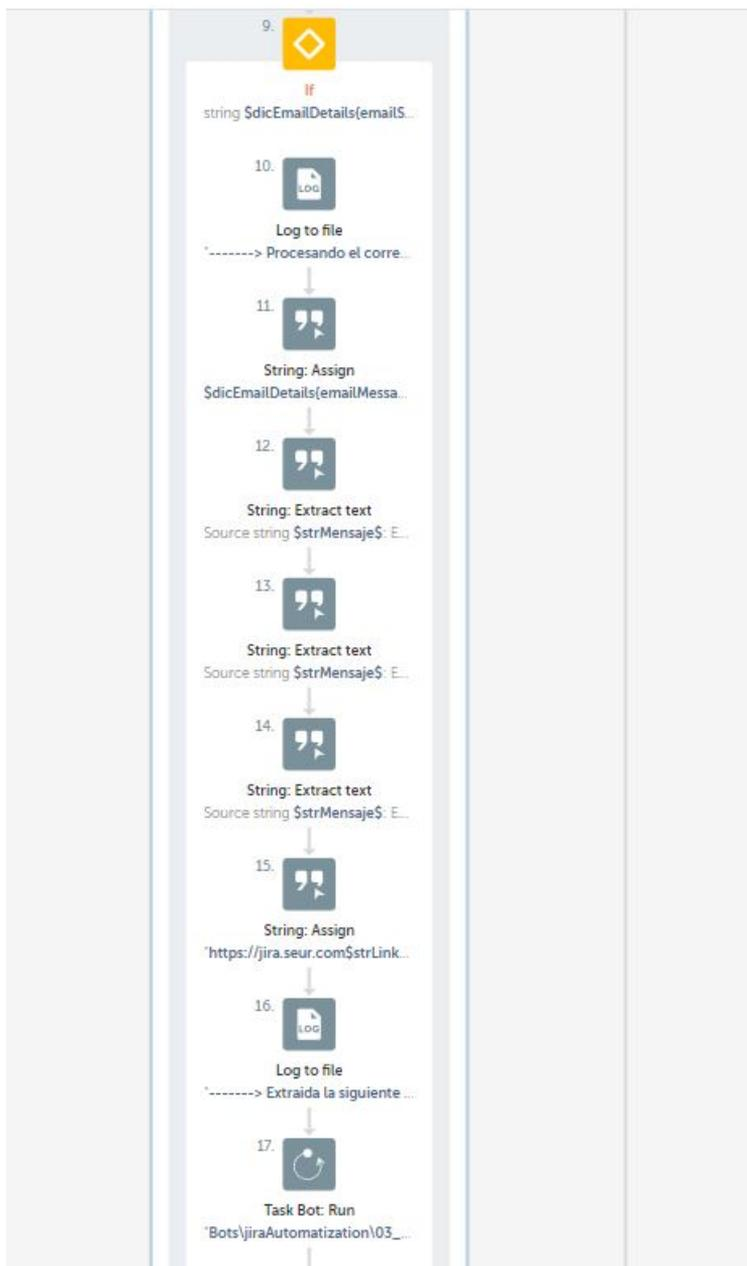 9.
If
string $dicEmailDetails{emailS...
10.
LOG
Log to file
"-------> Procesando el corre...
11.
String: Assign
$dicEmailDetails{emailMessa...
12.
String: Extract text
Source string $strMensaje$: E...
13.
String: Extract text
Source string $strMensaje$: E...
14.
String: Extract text
Source string $strMensaje$: E...
15.
String: Assign
"https://jira.seur.com$strLink...
16.
LOG
Log to file
"-------> Extraida la siguiente ...
17.
Task Bot: Run
"Bots\jiraAutomatization\03_...